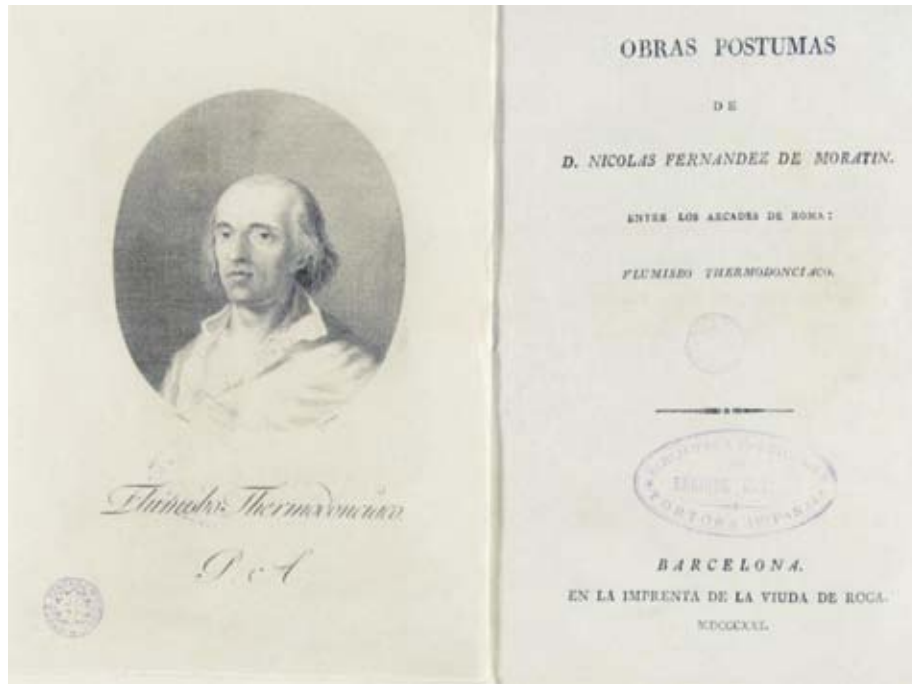 Flumisbo Thermodonciaco.
P. A
OBRAS POSTUMAS
DE
D. NICOLAS FERNANDEZ DE MORATIN.
ENTRE LOS ARCADES DE ROMA:
FLUMISBO THERMODONCIACO.
BARCELONA.
EN LA IMPRENTA DE LA VIUDA DE ROCA.
MDCCCXXI.